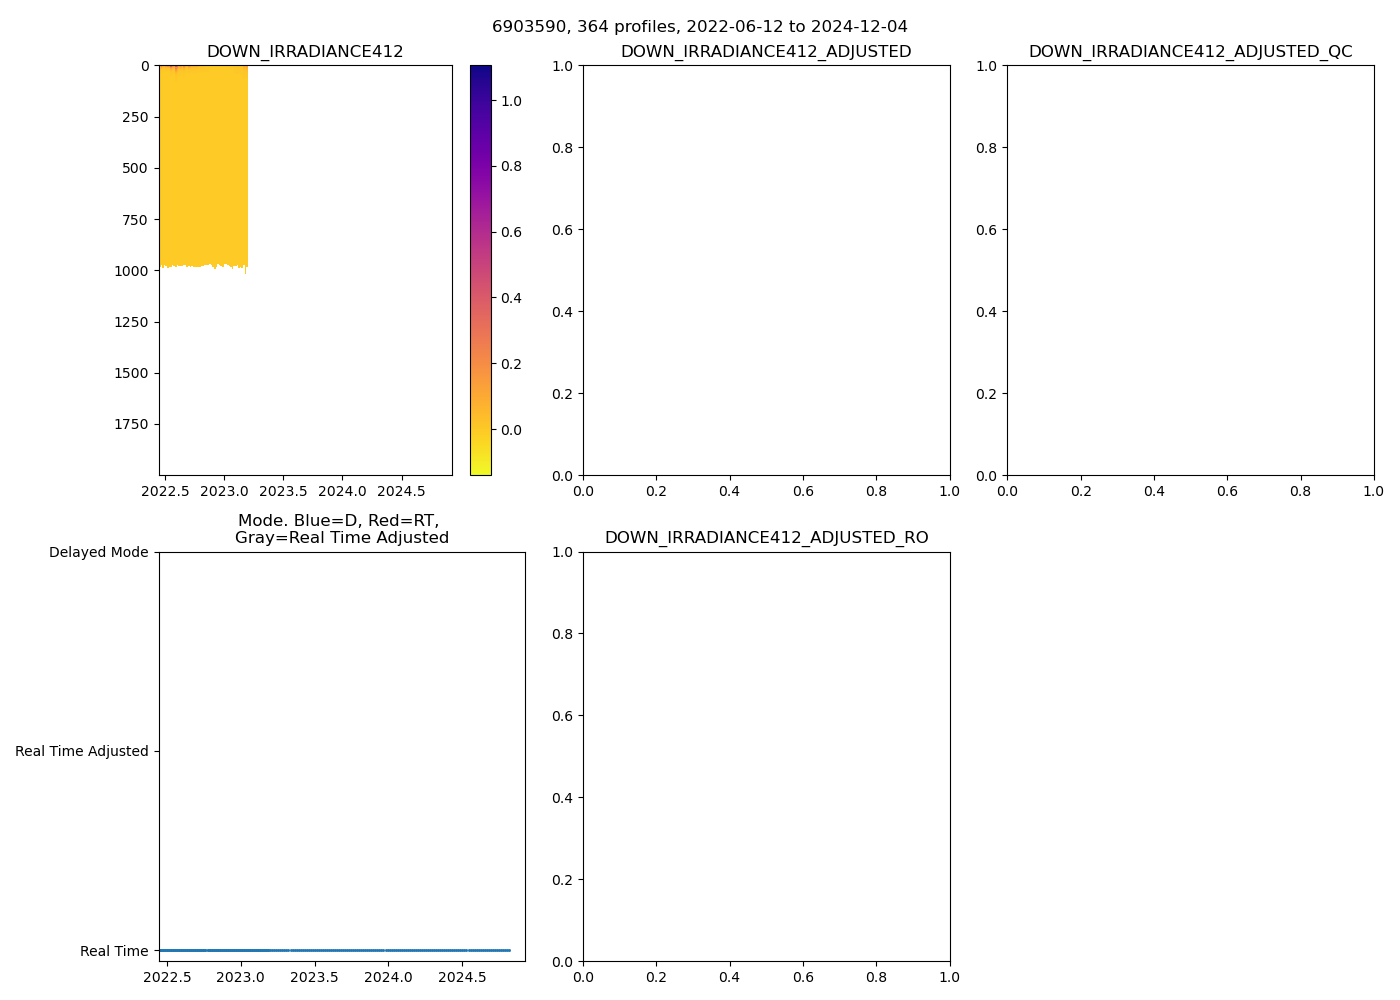 6903590, 364 profiles, 2022-06-12 to 2024-12-04
DOWN_IRRADIANCE412
0
250
500
750
1000
1250
1500
1750
2022.5 2023.0 2023.5 2024.0 2024.5
1.0
0.8
0.6
0.4
0.2
0.0
DOWN_IRRADIANCE412_ADJUSTED
1.0
0.8
0.6
0.4
0.2
0.0
0.0 0.2 0.4 0.6 0.8 1.0
DOWN_IRRADIANCE412_ADJUSTED_QC
1.0
0.8
0.6
0.4
0.2
0.0
0.0 0.2 0.4 0.6 0.8 1.0
Mode. Blue=D, Red=RT,
Gray=Real Time Adjusted
Delayed Mode
Real Time Adjusted
Real Time
2022.5 2023.0 2023.5 2024.0 2024.5
DOWN_IRRADIANCE412_ADJUSTED_RO
1.0
0.8
0.6
0.4
0.2
0.0
0.0 0.2 0.4 0.6 0.8 1.0